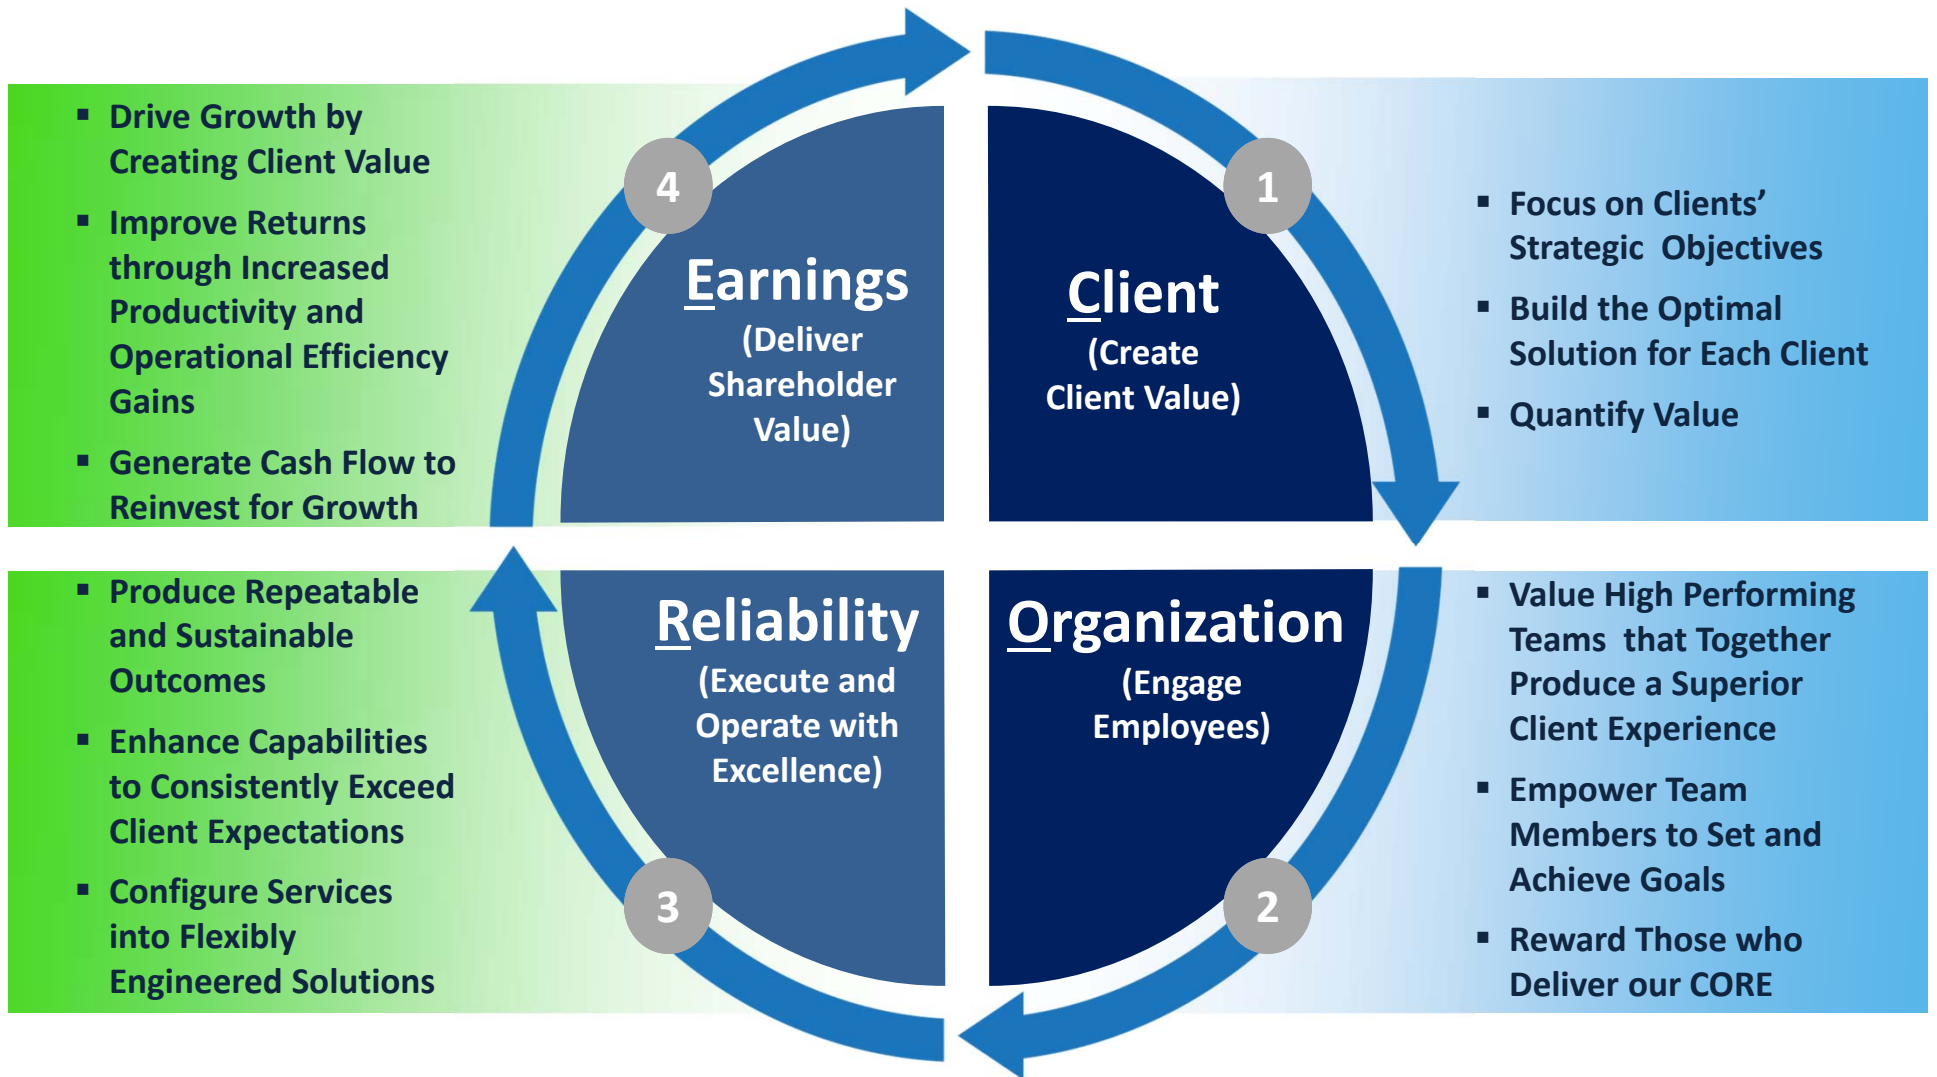 ▪ Drive Growth by
Creating Client Value
▪ Improve Returns
through Increased
Productivity and
Operational Efficiency
Gains
▪ Generate Cash Flow to
Reinvest for Growth
4
Earnings
(Deliver
Shareholder
Value)
1
Client
(Create
Client Value)
▪ Focus on Clients’
Strategic  Objectives
▪ Build the Optimal
Solution for Each Client
▪ Quantify Value
▪ Produce Repeatable
and Sustainable
Outcomes
▪ Enhance Capabilities
to Consistently Exceed
Client Expectations
▪ Configure Services
into Flexibly
Engineered Solutions
Reliability
(Execute and
Operate with
Excellence)
3
Organization
(Engage
Employees)
2
▪ Value High Performing
Teams  that Together
Produce a Superior
Client Experience
▪ Empower Team
Members to Set and
Achieve Goals
▪ Reward Those who
Deliver our CORE